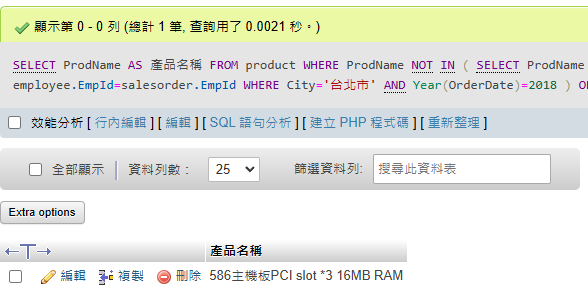 顯示第 0 - 0 列 (總計 1 筆, 查詢用了 0.0021 秒。)
SELECT ProdName AS 產品名稱 FROM product WHERE ProdName NOT IN ( SELECT ProdName
employee.EmpId=salesorder.EmpId WHERE City='台北市' AND Year(OrderDate)=2018 )
效能分析 [ 行內編輯 ] [ 編輯 ] [ SQL 語句分析 ] [ 建立 PHP 程式碼 ] [ 重新整理 ]
全部顯示 資料列數: 25 篩選資料列: 搜尋此資料表
Extra options
←T→ 產品名稱
編輯 複製 刪除 586主機板PCI slot *3 16MB RAM